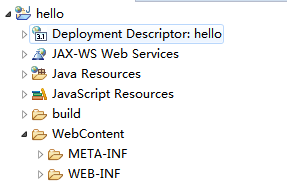 hello
Deployment Descriptor: hello
JAX-WS Web Services
Java Resources
JavaScript Resources
build
WebContent
META-INF
WEB-INF